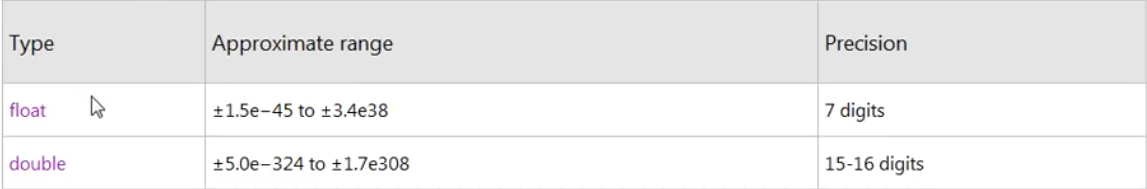 Type Approximate range Precision
float ±1.5e−45 to ±3.4e38 7 digits
double ±5.0e−324 to ±1.7e308 15-16 digits